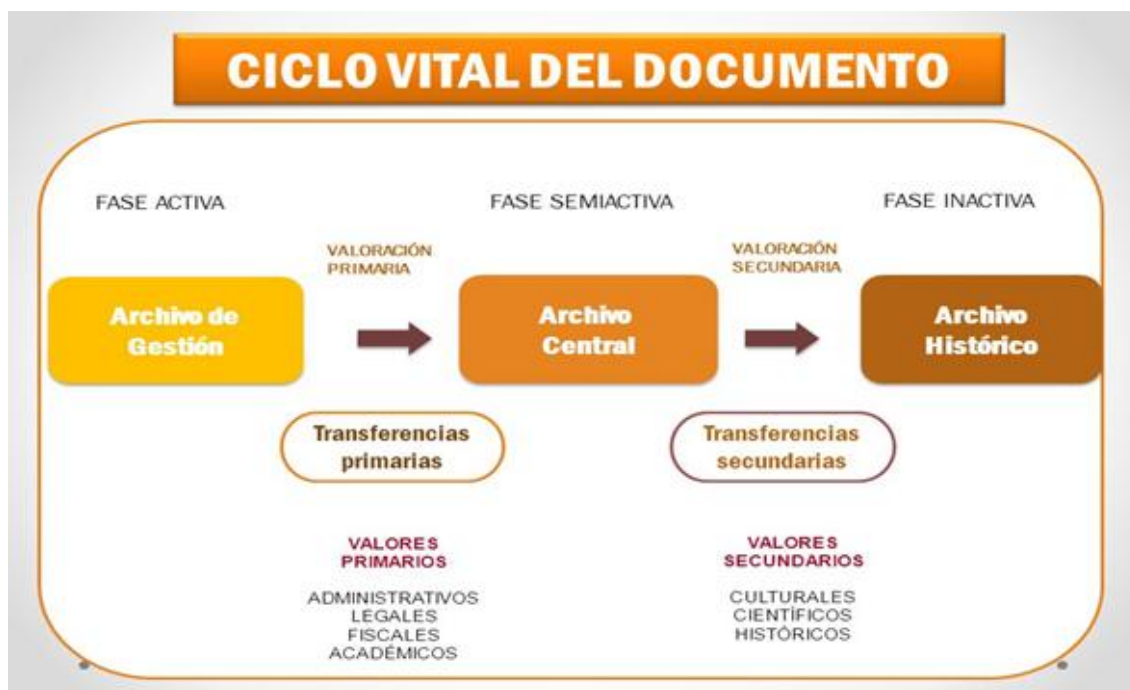 CICLO VITAL DEL DOCUMENTO
FASE ACTIVA
FASE SEMIACTIVA
FASE INACTIVA
VALORACIÓN
PRIMARIA
VALORACIÓN
SECUNDARIA
Archivo de
Gestión
Archivo
Central
Archivo
Histórico
Transferencias
primarias
Transferencias
secundarias
VALORES
PRIMARIOS
ADMINISTRATIVOS
LEGALES
FISCALES
ACADÉMICOS
VALORES
SECUNDARIOS
CULTURALES
CIENTÍFICOS
HISTÓRICOS